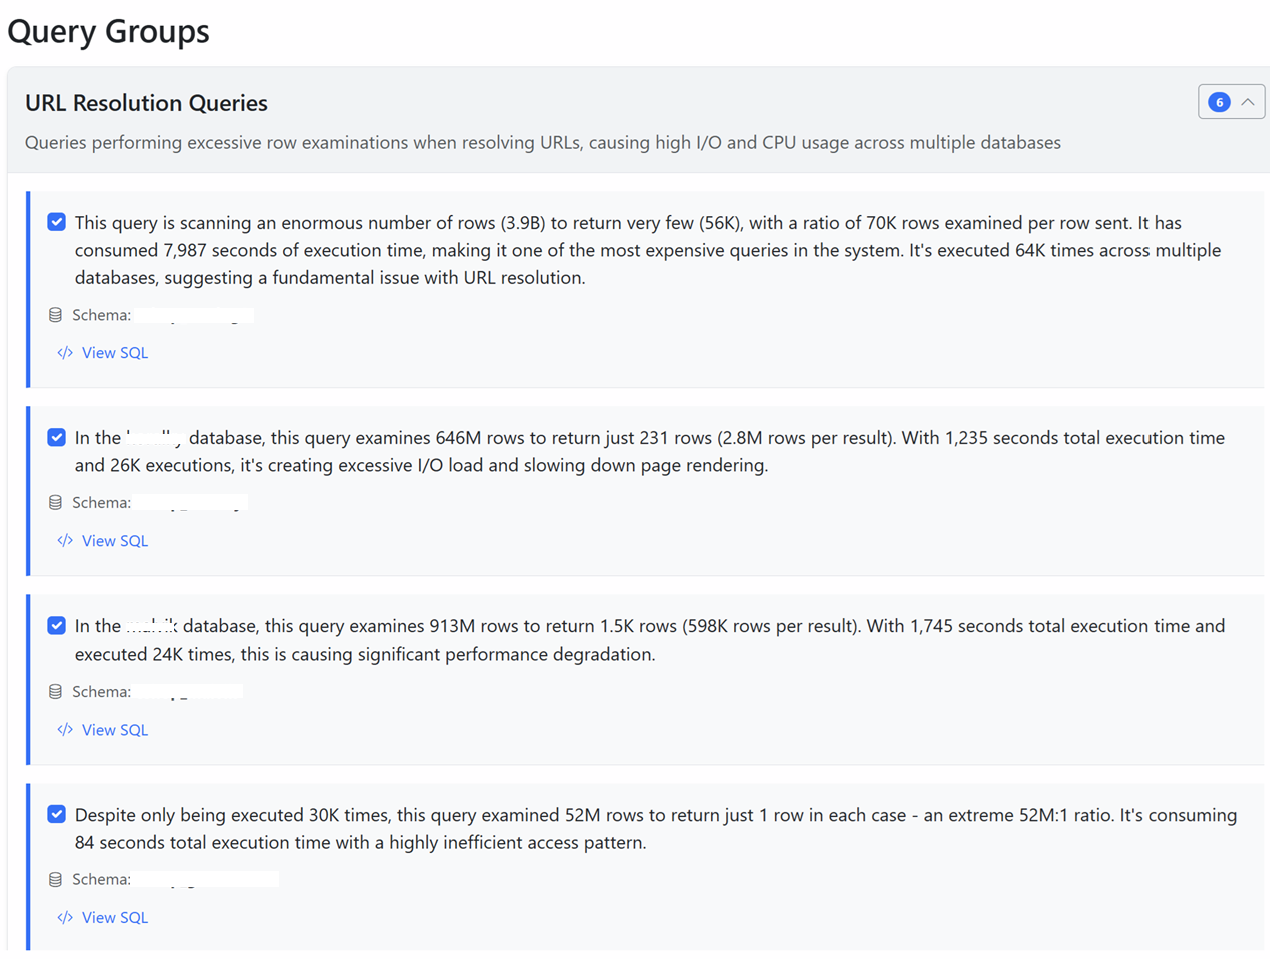 Query Groups
URL Resolution Queries
6
Queries performing excessive row examinations when resolving URLs, causing high I/O and CPU usage across multiple databases
This query is scanning an enormous number of rows (3.9B) to return very few (56K), with a ratio of 70K rows examined per row sent. It has
consumed 7,987 seconds of execution time, making it one of the most expensive queries in the system. It's executed 64K times across multiple
databases, suggesting a fundamental issue with URL resolution.
Schema:
</> View SQL
In the database, this query examines 646M rows to return just 231 rows (2.8M rows per result). With 1,235 seconds total execution time
and 26K executions, it's creating excessive I/O load and slowing down page rendering.
Schema:
</> View SQL
In the database, this query examines 913M rows to return 1.5K rows (598K rows per result). With 1,745 seconds total execution time and
executed 24K times, this is causing significant performance degradation.
Schema:
</> View SQL
Despite only being executed 30K times, this query examined 52M rows to return just 1 row in each case - an extreme 52M:1 ratio. It's consuming
84 seconds total execution time with a highly inefficient access pattern.
Schema:
</> View SQL